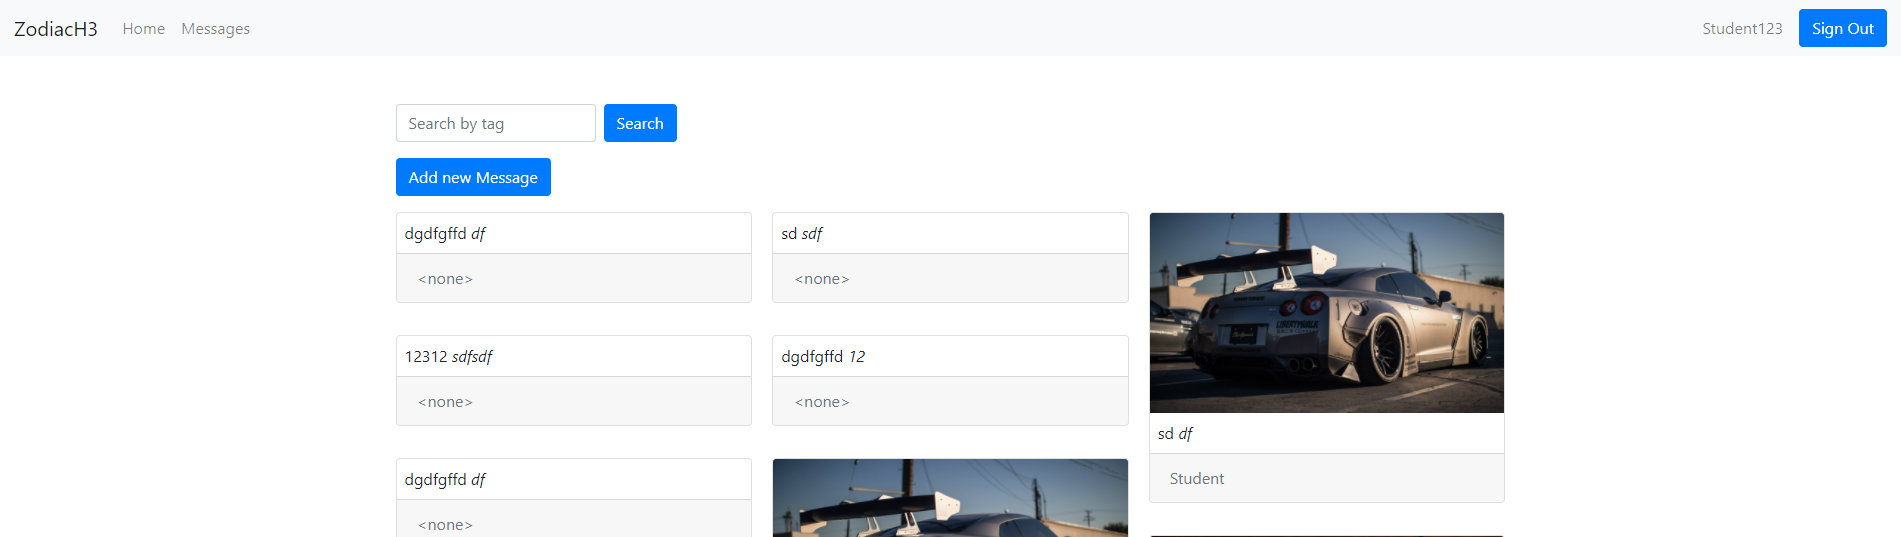 ZodiacH3 Home Messages Student123 Sign Out
Search by tag Search
Add new Message
dgdfgffd df
<none>
sd sdf
<none>
12312 sdfsdf
<none>
dgdfgffd 12
<none>
LIBERTYWALK
sd df
Student
dgdfgffd df
<none>